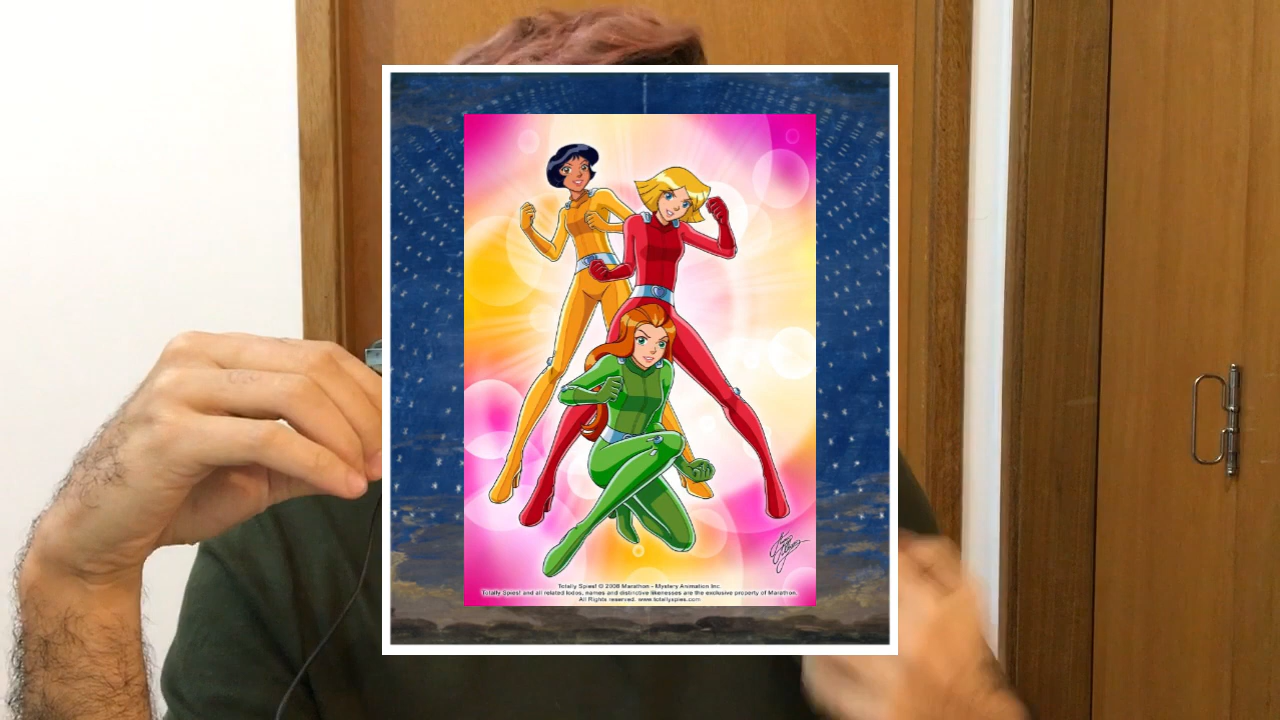 Totally Spies! © 2008 Marathon - Mystery Animation Inc.
Totally Spies! and all related logos, names and distinctive likenesses are the exclusive property of Marathon.
All Rights reserved. www.totallyspies.com